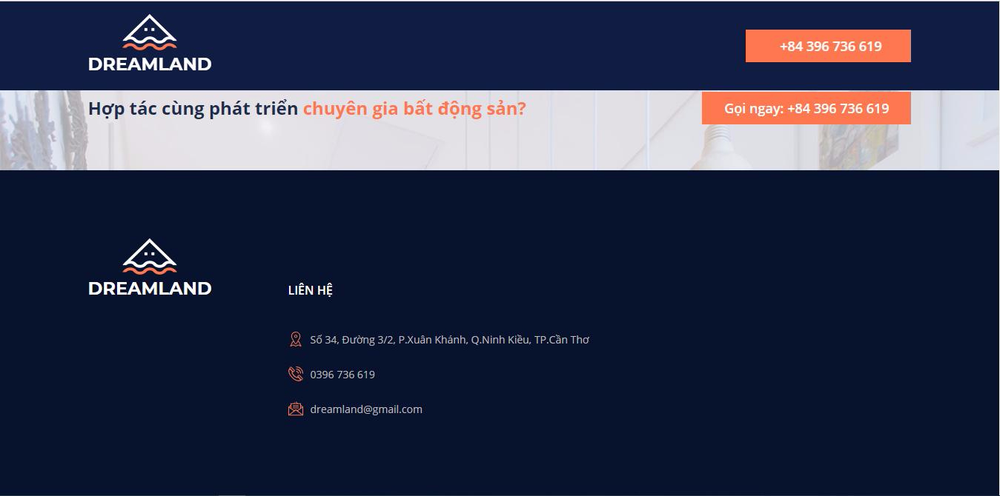 DREAMLAND
+84 396 736 619
Hợp tác cùng phát triển chuyên gia bất động sản?
Gọi ngay: +84 396 736 619
DREAMLAND
LIÊN HỆ
Số 34, Đường 3/2, P.Xuân Khánh, Q.Ninh Kiều, TP.Cần Thơ
0396 736 619
dreamland@gmail.com